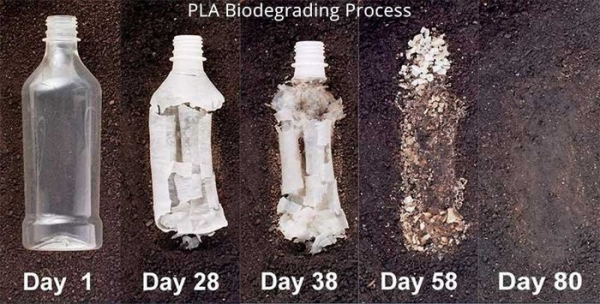 PLA Biodegrading Process
Day 1
Day 28
Day 38
Day 58
Day 80